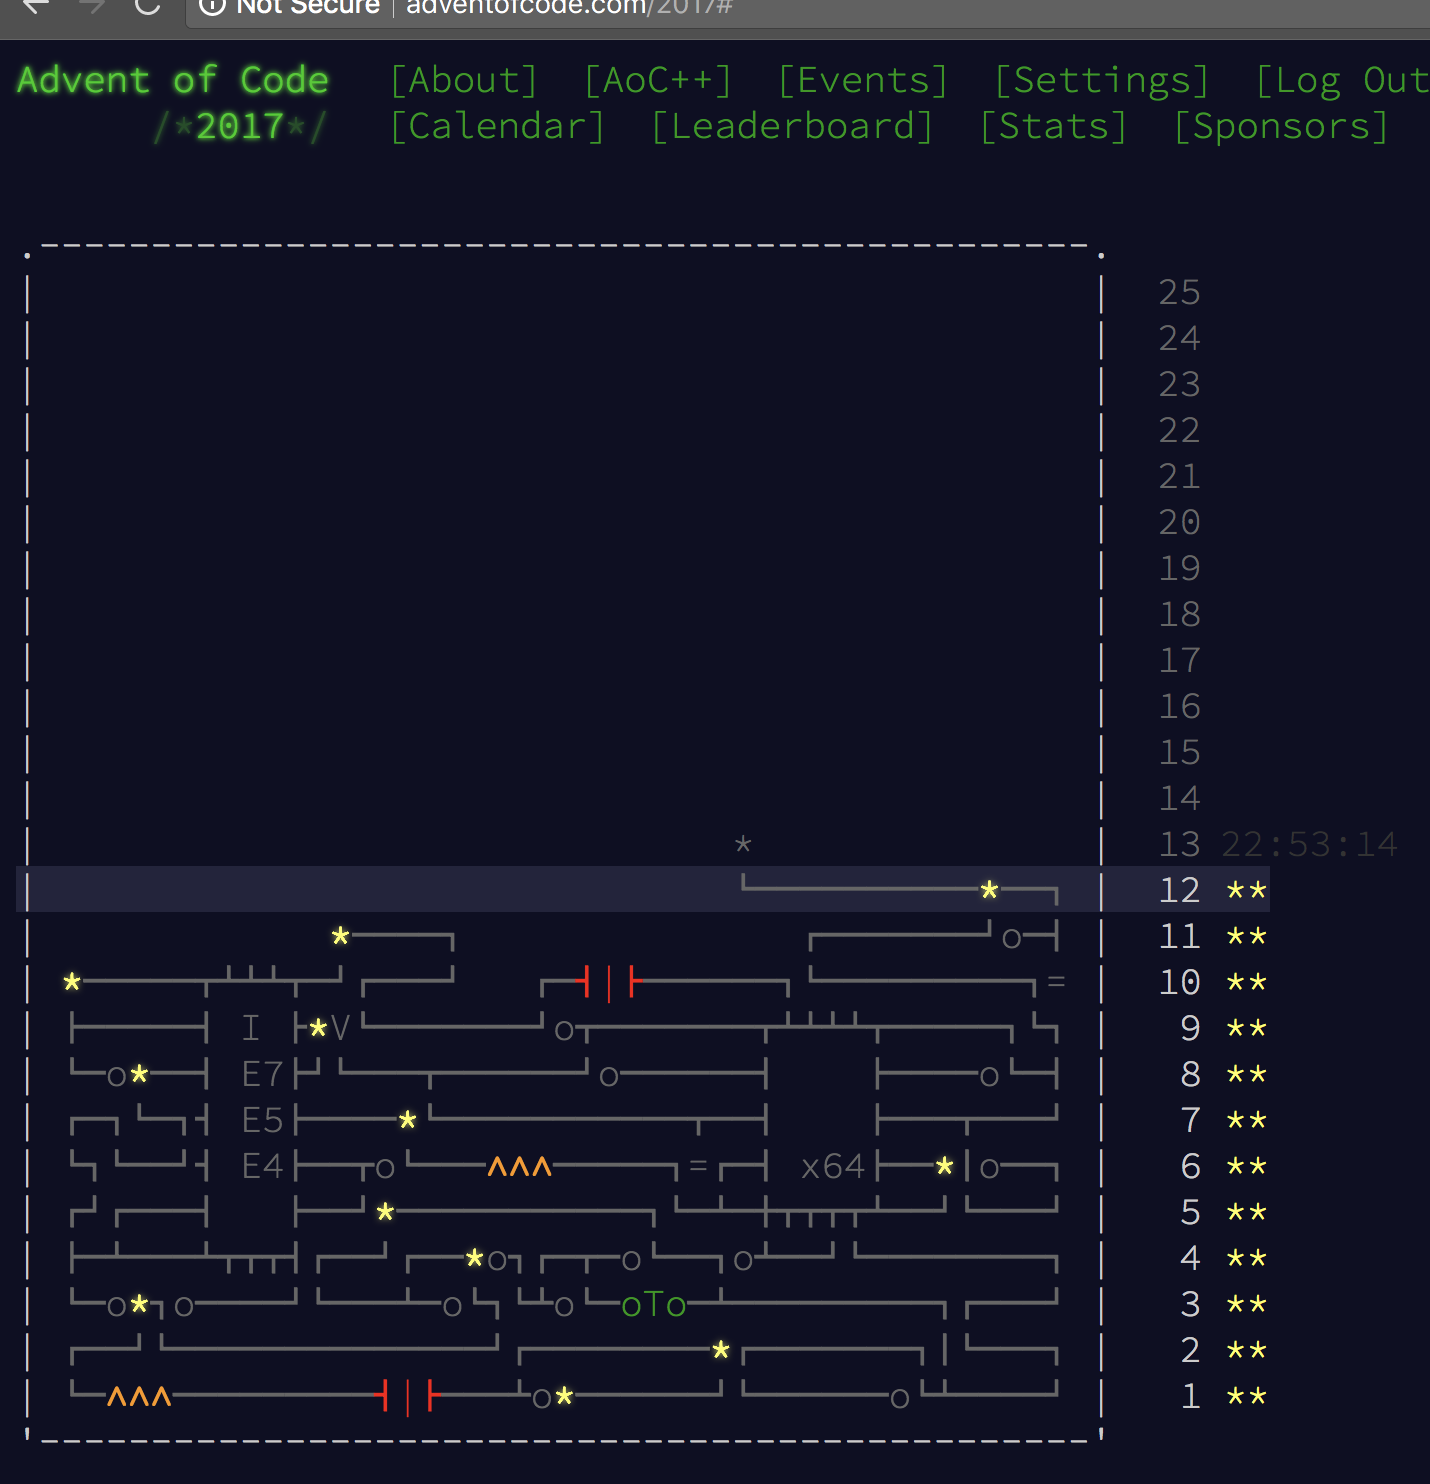 Not Secure | adventofcode.com/2017#
Advent of Code [About] [AoC++] [Events] [Settings] [Log Out
/*2017*/ [Calendar] [Leaderboard] [Stats] [Sponsors]
25
24
23
22
21
20
19
18
17
16
15
14
* 13 22:53:14
* 12 **
* o 11 **
* | = 10 **
I * V o 9 **
o * E7 o o 8 **
E5 * 7 **
E4 o ^^^ = x64 * o 6 **
* 5 **
* o o o 4 **
o * o o o oTo 3 **
* 2 **
^^^ | o * o 1 **